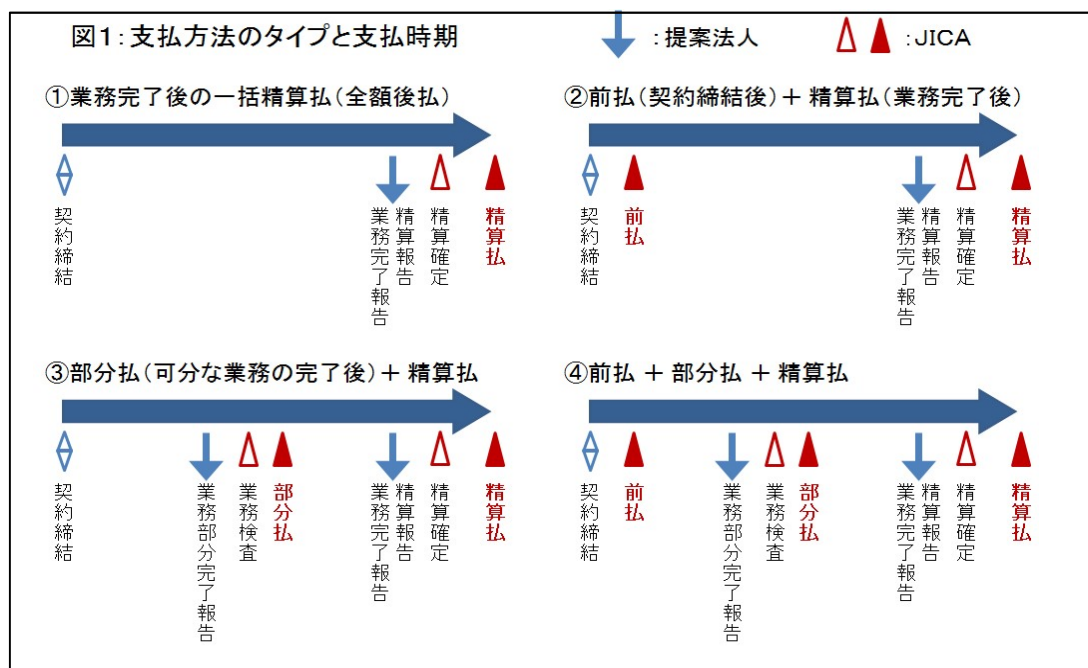 図1:支払方法のタイプと支払時期
:提案法人
:JICA
①業務完了後の一括精算払(全額後払)
契約締結
業務完了報告
精算報告
精算確定
精算払
②前払(契約締結後)+ 精算払(業務完了後)
契約締結
前払
業務完了報告
精算報告
精算確定
精算払
③部分払(可分な業務の完了後)+ 精算払
契約締結
業務部分完了報告
業務検査
部分払
業務完了報告
精算報告
精算確定
精算払
④前払 + 部分払 + 精算払
契約締結
前払
業務部分完了報告
業務検査
部分払
業務完了報告
精算報告
精算確定
精算払